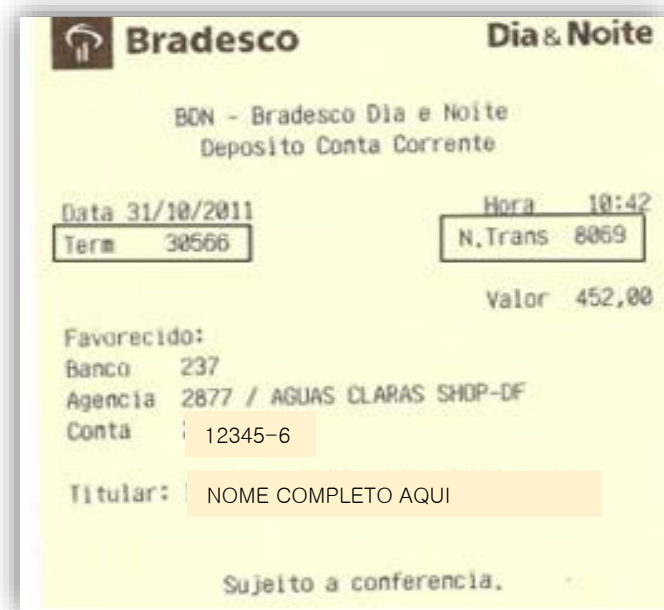 Bradesco Dia & Noite
BDN - Bradesco Dia e Noite
Deposito Conta Corrente
Data 31/10/2011 Hora 10:42
Term 30566 N.Trans 8069
Valor 452,00
Favorecido:
Banco 237
Agencia 2877 / AGUAS CLARAS SHOP-DF
Conta 12345-6
Titular: NOME COMPLETO AQUI
Sujeito a conferencia.